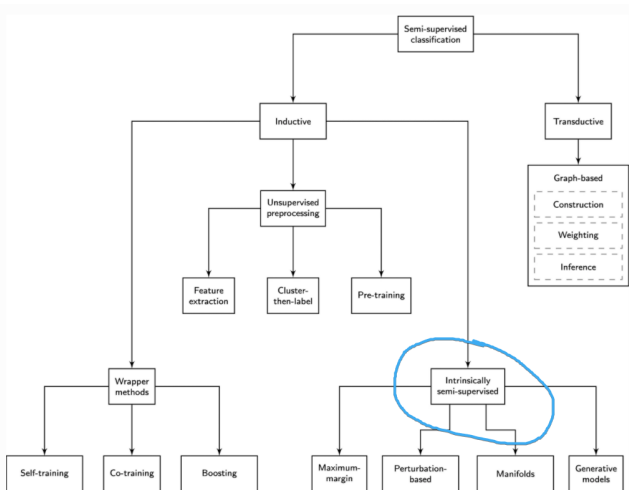 Semi-supervised
classification
Inductive
Transductive
Graph-based
Construction
Weighting
Inference
Unsupervised
preprocessing
Feature
extraction
Cluster-
then-label
Pre-training
Wrapper
methods
Intrinsically
semi-supervised
Self-training
Co-training
Boosting
Maximum-
margin
Perturbation-
based
Manifolds
Generative
models